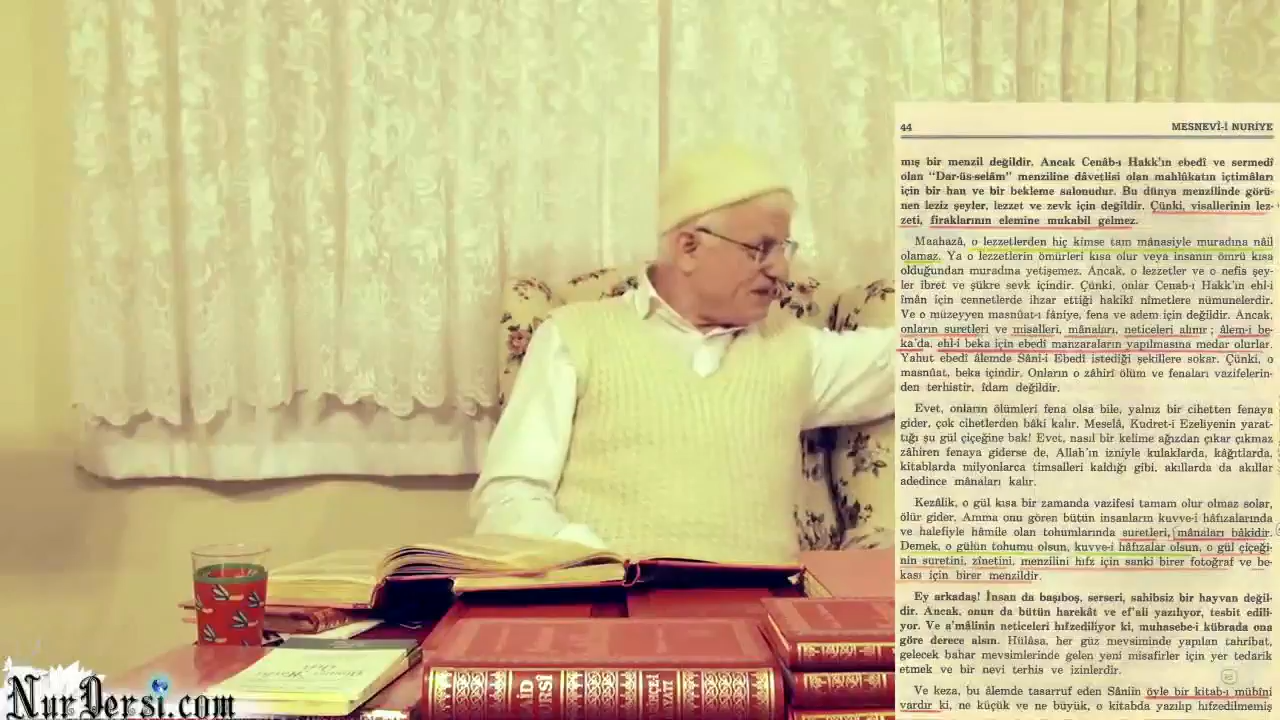 44 MESNEVÎ-İ NURİYE
mış bir menzil değildir. Ancak Cenâb-ı Hakk'ın ebedî ve sermedî
olan "Dar-üs-selâm" menziline dâvetlisi olan mahlûkatın içtimâları
için bir han ve bir bekleme salonudur. Bu dünya menzilinde görü-
nen leziz şeyler, lezzet ve zevk için değildir. Çünki, visallerinin lez-
zeti, firaklarının elemine mukabil gelmez.
Maahazâ, o lezzetlerden hiç kimse tam mânasiyle muradına nâil
olamaz. Ya o lezzetlerin ömürleri kısa olur veya insanın ömrü kısa
olduğundan muradına yetişemez. Ancak, o lezzetler ve o nefis şey-
ler ibret ve şükre sevk içindir. Çünki, onlar Cenab-ı Hakk'ın ehl-i
îmân için cennetlerde ihzar ettiği hakikî nîmetlere nümunelerdir.
Ve o müzeyyen masnûat-ı fâniye, fena ve adem için değildir. Ancak,
onların suretleri ve misalleri, mânaları, neticeleri alınır; âlem-i be-
ka'da, ehl-i beka için ebedî manzaraların yapılmasına medar olurlar.
Yahut ebedî âlemde Sâni-i Ebedî istediği şekillere sokar. Çünki, o
masnûat, beka içindir. Onların o zâhirî ölüm ve fenaları vazifelerin-
den terhistir, îdam değildir.
Evet, onların ölümleri fena olsa bile, yalnız bir cihetten fenaya
gider, çok cihetlerden bâki kalır. Meselâ, Kudret-i Ezeliyenin yarat-
tığı şu gül çiçeğine bak! Evet, nasıl bir kelime ağızdan çıkar çıkmaz
zâhiren fenaya giderse de, Allah'ın izniyle kulaklarda, kâğıtlarda,
kitablarda milyonlarca timsalleri kaldığı gibi, akıllarda da akıllar
adedince mânaları kalır.
Kezâlik, o gül kısa bir zamanda vazifesi tamam olur olmaz solar,
ölür gider. Amma onu gören bütün insanların kuvve-i hâfızalarında
ve halefiyle hâmile olan tohumlarında suretleri, mânaları bâkidir.
Demek, o gülün tohumu olsun, kuvve-i hâfızalar olsun, o gül çiçeği-
nin suretini, zînetini, menzilini hıfz için sanki birer fotoğraf ve be-
kası için birer menzildir.
Ey arkadaş! İnsan da başıboş, serseri, sahibsiz bir hayvan değil-
dir. Ancak, onun da bütün harekât ve ef'ali yazılıyor, tesbit edili-
yor. Ve a'mâlinin neticeleri hıfzediliyor ki, muhasebe-i kübrada ona
göre derece alsın. Hülâsa, her güz mevsiminde yapılan tahribat,
gelecek bahar mevsimlerinde gelen yeni misafirler için yer tedarik
etmek ve bir nevi terhis ve izinlerdir.
Ve keza, bu âlemde tasarruf eden Sâniin öyle bir kitab-ı mübîni
vardır ki, ne küçük ve ne büyük, o kitabda yazılıp hıfzedilmemiş
NurDersi.com